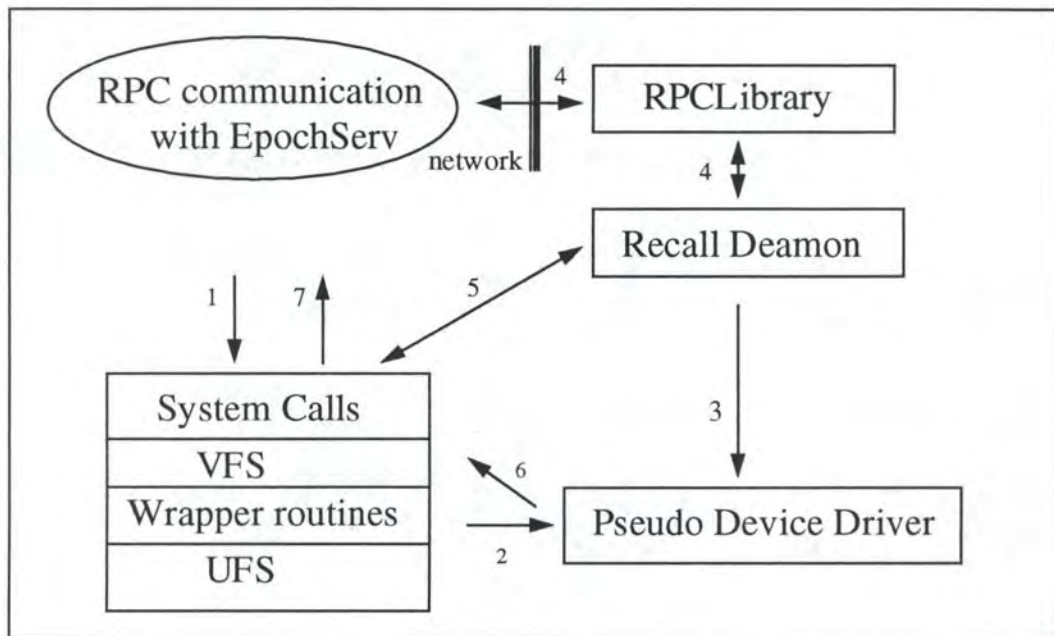 RPC communication
with EpochServ
network
4
RPCLibrary
4
Recall Deamon
1
7
5
3
System Calls
VFS
Wrapper routines
UFS
6
2
Pseudo Device Driver